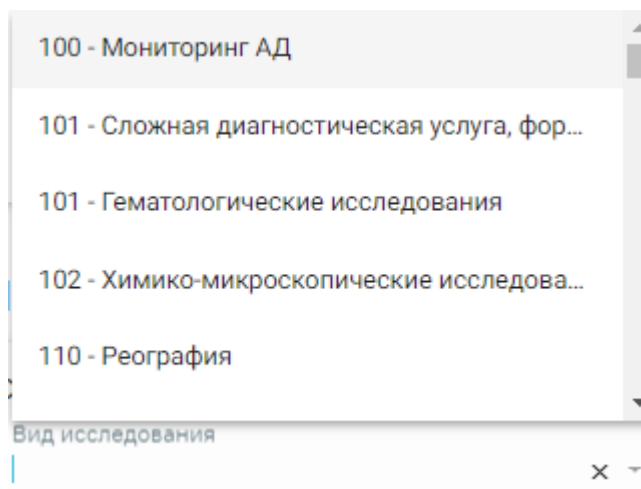 100 - Мониторинг АД
101 - Сложная диагностическая услуга, фор...
101 - Гематологические исследования
102 - Химико-микроскопические исследова...
110 - Реография
Вид исследования